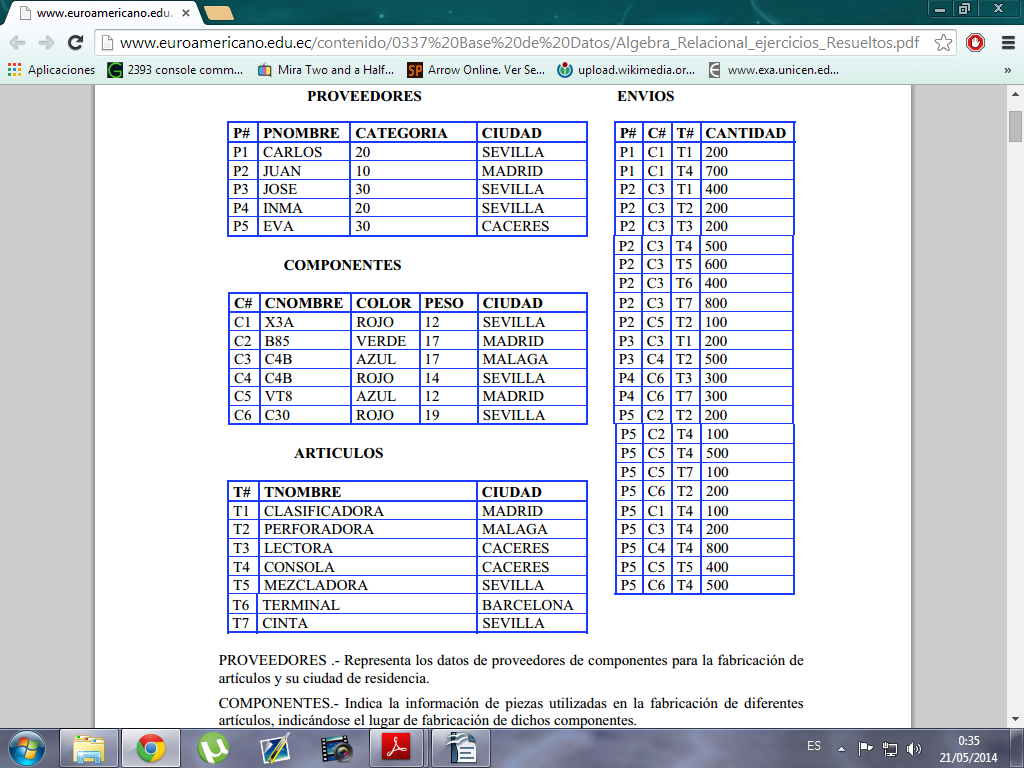 www.euroamericano.edu.
www.euroamericano.edu.ec/contenido/0337%20Base%20de%20Datos/Algebra_Relacional_ejercicios_Resueltos.pdf
Aplicaciones 2393 console comm... Mira Two and a Half... SP Arrow Online. Ver Se... upload.wikimedia.or... www.exa.unicen.ed... »
PROVEEDORES
P# PNOMBRE CATEGORIA CIUDAD
P1 CARLOS 20 SEVILLA
P2 JUAN 10 MADRID
P3 JOSE 30 SEVILLA
P4 INMA 20 SEVILLA
P5 EVA 30 CACERES
COMPONENTES
C# CNOMBRE COLOR PESO CIUDAD
C1 X3A ROJO 12 SEVILLA
C2 B85 VERDE 17 MADRID
C3 C4B AZUL 17 MALAGA
C4 C4B ROJO 14 SEVILLA
C5 VT8 AZUL 12 MADRID
C6 C30 ROJO 19 SEVILLA
ARTICULOS
T# TNOMBRE CIUDAD
T1 CLASIFICADORA MADRID
T2 PERFORADORA MALAGA
T3 LECTORA CACERES
T4 CONSOLA CACERES
T5 MEZCLADORA SEVILLA
T6 TERMINAL BARCELONA
T7 CINTA SEVILLA
ENVIOS
P# C# T# CANTIDAD
P1 C1 T1 200
P1 C1 T4 700
P2 C3 T1 400
P2 C3 T2 200
P2 C3 T3 200
P2 C3 T4 500
P2 C3 T5 600
P2 C3 T6 400
P2 C3 T7 800
P2 C5 T2 100
P3 C3 T1 200
P3 C4 T2 500
P4 C6 T3 300
P4 C6 T7 300
P5 C2 T2 200
P5 C2 T4 100
P5 C5 T4 500
P5 C5 T7 100
P5 C6 T2 200
P5 C1 T4 100
P5 C3 T4 200
P5 C4 T4 800
P5 C5 T5 400
P5 C6 T4 500
PROVEEDORES .- Representa los datos de proveedores de componentes para la fabricación de
artículos y su ciudad de residencia.
COMPONENTES.- Indica la información de piezas utilizadas en la fabricación de diferentes
artículos, indicándose el lugar de fabricación de dichos componentes.
ES
0:35
21/05/2014